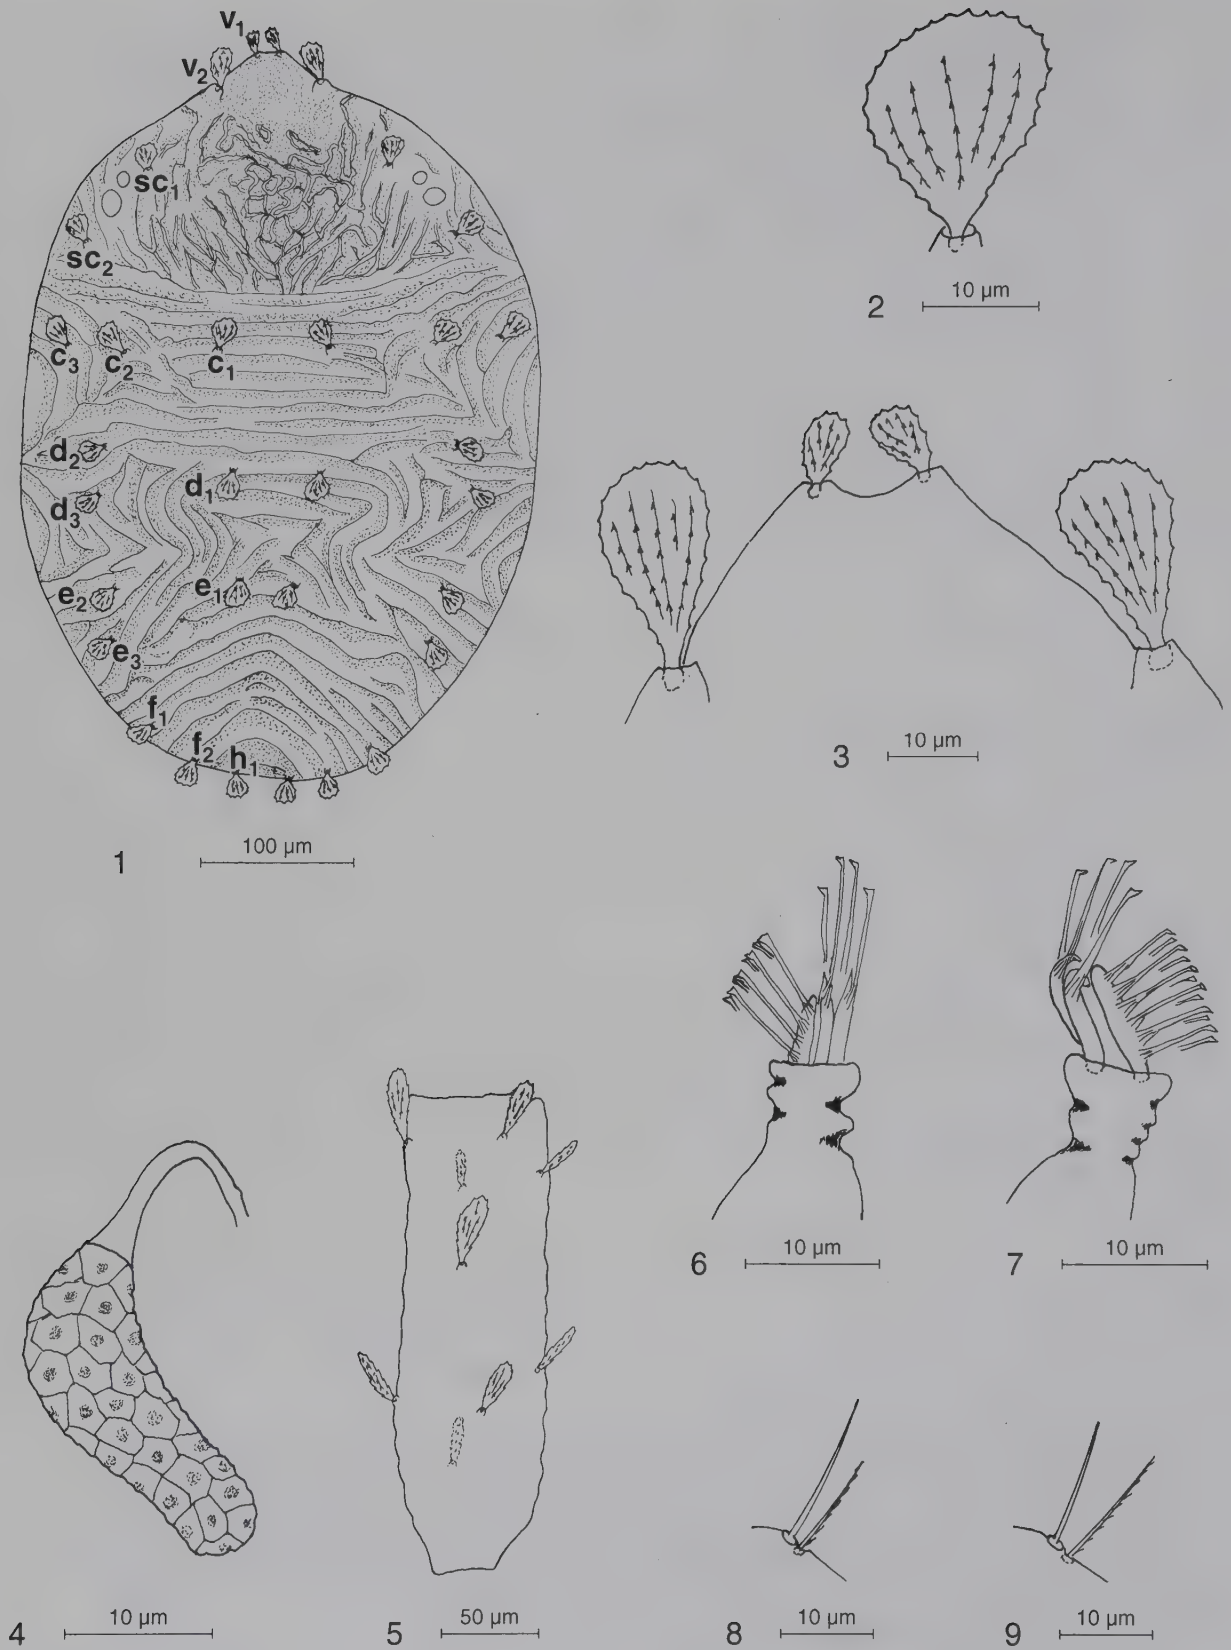 v₁
v₂
sc₁
sc₂
c₃ c₂ c₁
d₂
d₁
d₃
e₂ e₁
e₃
f₁
f₂ h₁
1 100 µm
2 10 µm
3 10 µm
4 10 µm
5 50 µm
6 10 µm
7 10 µm
8 10 µm
9 10 µm